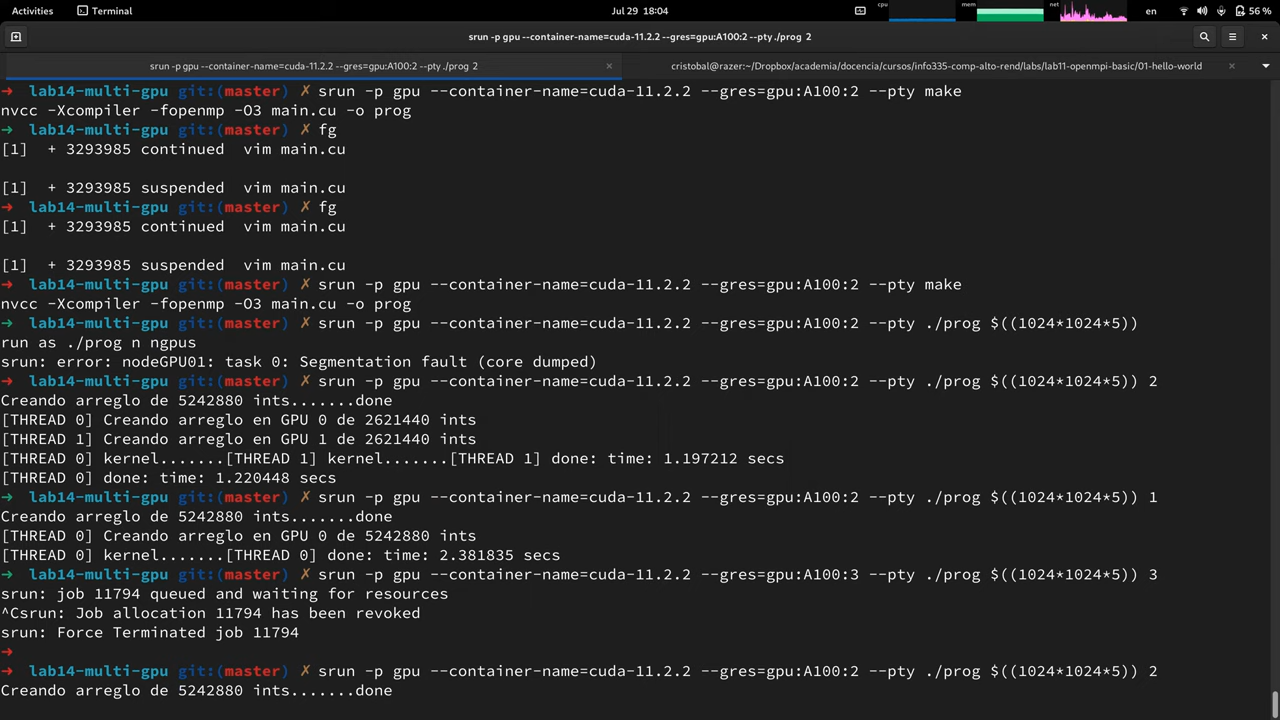 Activities
Terminal
Jul 29 18:04
cpu
mem
net
en
56 %
srun -p gpu --container-name=cuda-11.2.2 --gres=gpu:A100:2 --pty ./prog 2
srun -p gpu --container-name=cuda-11.2.2 --gres=gpu:A100:2 --pty ./prog 2
cristobal@razer:~/Dropbox/academia/docencia/cursos/info335-comp-alto-rend/labs/lab11-openmpi-basic/01-hello-world
→ lab14-multi-gpu git:(master) ✗ srun -p gpu --container-name=cuda-11.2.2 --gres=gpu:A100:2 --pty make
nvcc -Xcompiler -fopenmp -O3 main.cu -o prog
→ lab14-multi-gpu git:(master) ✗ fg
[1]  + 3293985 continued  vim main.cu
[1]  + 3293985 suspended  vim main.cu
→ lab14-multi-gpu git:(master) ✗ fg
[1]  + 3293985 continued  vim main.cu
[1]  + 3293985 suspended  vim main.cu
→ lab14-multi-gpu git:(master) ✗ srun -p gpu --container-name=cuda-11.2.2 --gres=gpu:A100:2 --pty make
nvcc -Xcompiler -fopenmp -O3 main.cu -o prog
→ lab14-multi-gpu git:(master) ✗ srun -p gpu --container-name=cuda-11.2.2 --gres=gpu:A100:2 --pty ./prog $((1024*1024*5))
run as ./prog n ngpus
srun: error: nodeGPU01: task 0: Segmentation fault (core dumped)
→ lab14-multi-gpu git:(master) ✗ srun -p gpu --container-name=cuda-11.2.2 --gres=gpu:A100:2 --pty ./prog $((1024*1024*5)) 2
Creando arreglo de 5242880 ints.......done
[THREAD 0] Creando arreglo en GPU 0 de 2621440 ints
[THREAD 1] Creando arreglo en GPU 1 de 2621440 ints
[THREAD 0] kernel.......[THREAD 1] kernel.......[THREAD 1] done: time: 1.197212 secs
[THREAD 0] done: time: 1.220448 secs
→ lab14-multi-gpu git:(master) ✗ srun -p gpu --container-name=cuda-11.2.2 --gres=gpu:A100:2 --pty ./prog $((1024*1024*5)) 1
Creando arreglo de 5242880 ints.......done
[THREAD 0] Creando arreglo en GPU 0 de 5242880 ints
[THREAD 0] kernel.......[THREAD 0] done: time: 2.381835 secs
→ lab14-multi-gpu git:(master) ✗ srun -p gpu --container-name=cuda-11.2.2 --gres=gpu:A100:3 --pty ./prog $((1024*1024*5)) 3
srun: job 11794 queued and waiting for resources
^Csrun: Job allocation 11794 has been revoked
srun: Force Terminated job 11794
→
→ lab14-multi-gpu git:(master) ✗ srun -p gpu --container-name=cuda-11.2.2 --gres=gpu:A100:2 --pty ./prog $((1024*1024*5)) 2
Creando arreglo de 5242880 ints.......done